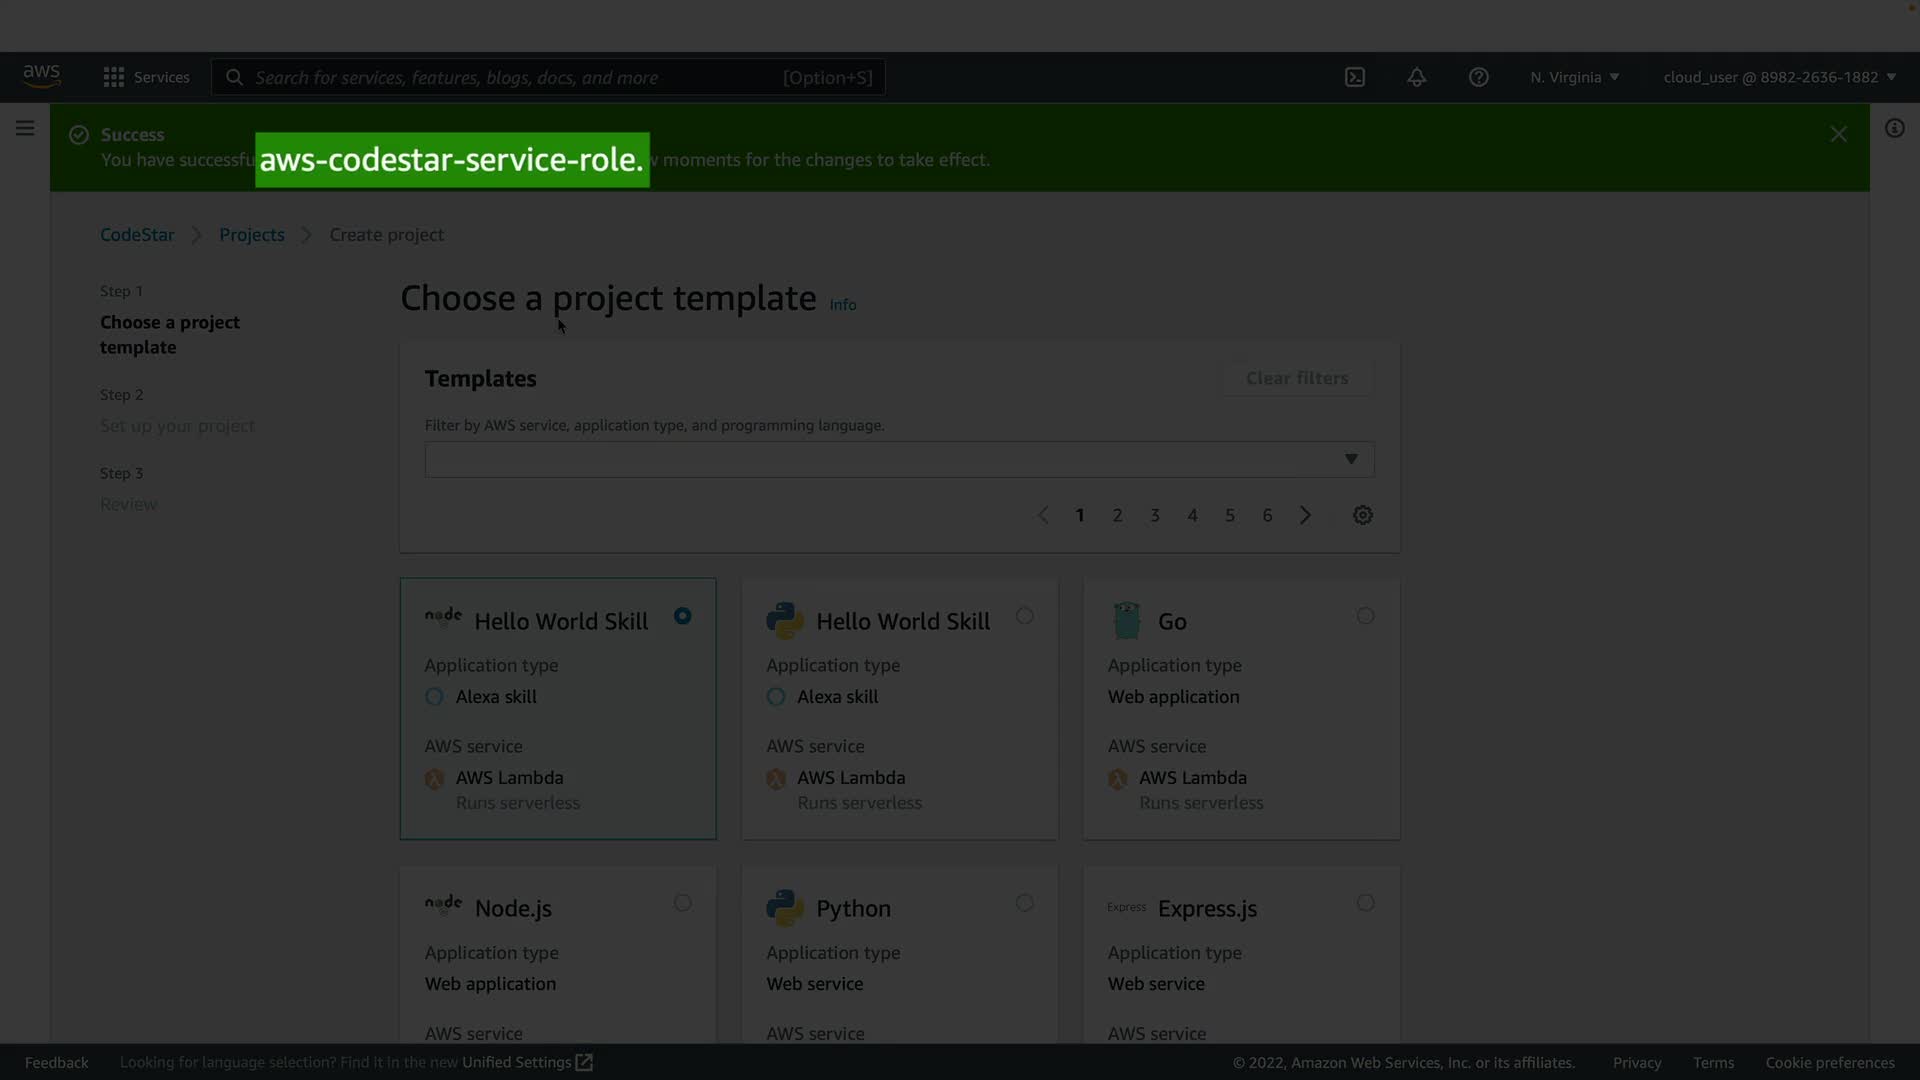 aws
Services
Search for services, features, blogs, docs, and more
[Option+S]
N. Virginia
cloud_user @ 8982-2636-1882
Success
You have successfu aws-codestar-service-role. moments for the changes to take effect.
CodeStar
Projects
Create project
Step 1
Choose a project
template
Step 2
Set up your project
Step 3
Review
Choose a project template Info
Templates
Clear filters
Filter by AWS service, application type, and programming language.
1 2 3 4 5 6
node Hello World Skill
Application type
Alexa skill
AWS service
AWS Lambda
Runs serverless
Hello World Skill
Application type
Alexa skill
AWS service
AWS Lambda
Runs serverless
Go
Application type
Web application
AWS service
AWS Lambda
Runs serverless
node Node.js
Application type
Web application
AWS service
Python
Application type
Web service
AWS service
Express Express.js
Application type
Web service
AWS service
Feedback
Looking for language selection? Find it in the new Unified Settings
© 2022, Amazon Web Services, Inc. or its affiliates.
Privacy
Terms
Cookie preferences